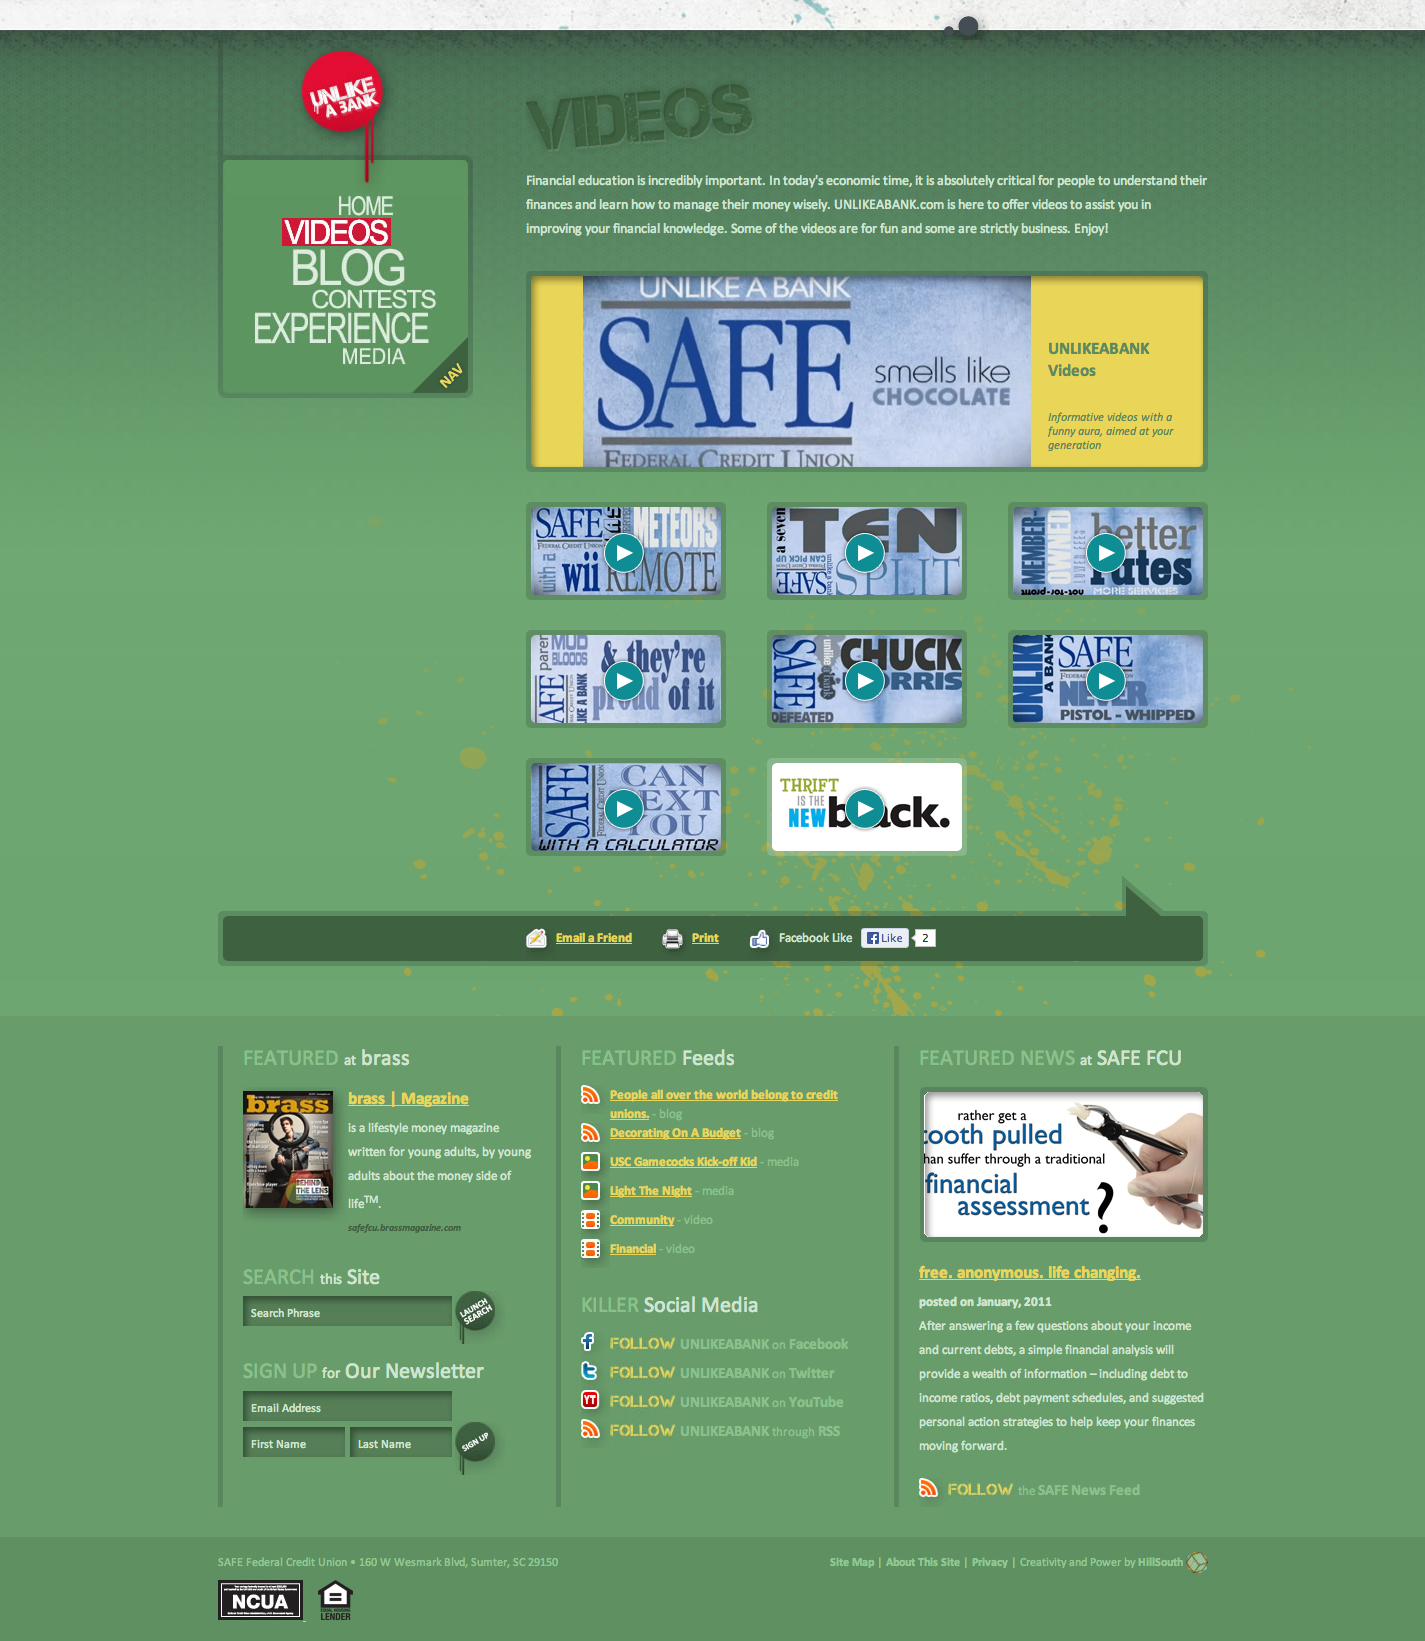 UNLIKE
A BANK
HOME
VIDEOS
BLOG
CONTESTS
EXPERIENCE
MEDIA
NAV
VIDEOS
Financial education is incredibly important. In today's economic time, it is absolutely critical for people to understand their
finances and learn how to manage their money wisely. UNLIKEABANK.com is here to offer videos to assist you in
improving your financial knowledge. Some of the videos are for fun and some are strictly business. Enjoy!
UNLIKE A BANK
SAFE
FEDERAL CREDIT UNION
smells like
CHOCOLATE
UNLIKEABANK
Videos
Informative videos with a
funny aura, aimed at your
generation
SAFE
FEDERAL CREDIT UNION
METEORS
with a
wii REMOTE
a seven
TEN
CAN PICK UP
SAFE
SPLIT
MEMBER-
OWNED
not-for-profit
better
rates
MORE SERVICES
MUD
BLOODS
& they're
proud of it
LIKE A BANK
SAFE
unlike a bank
CHUCK
NORRIS
DEFEATED
UNLIKE
A BANK
SAFE
NEVER
PISTOL - WHIPPED
SAFE
FEDERAL CREDIT UNION
CAN
TEXT
YOU
WITH A CALCULATOR
THRIFT
IS THE
NEW black.
Email a Friend
Print
Facebook Like
Like
2
FEATURED at brass
brass
BEHIND
THE LENS
brass | Magazine
is a lifestyle money magazine
written for young adults, by young
adults about the money side of
life™.
safefcu.brassmagazine.com
SEARCH this Site
Search Phrase
LAUNCH
SEARCH
SIGN UP for Our Newsletter
Email Address
First Name
Last Name
SIGN UP
FEATURED Feeds
People all over the world belong to credit
unions. - blog
Decorating On A Budget - blog
USC Gamecocks Kick-off Kid - media
Light The Night - media
Community - video
Financial - video
KILLER Social Media
FOLLOW UNLIKEABANK on Facebook
FOLLOW UNLIKEABANK on Twitter
YT
FOLLOW UNLIKEABANK on YouTube
FOLLOW UNLIKEABANK through RSS
FEATURED NEWS at SAFE FCU
rather get a
tooth pulled
than suffer through a traditional
financial
assessment?
free. anonymous. life changing.
posted on January, 2011
After answering a few questions about your income
and current debts, a simple financial analysis will
provide a wealth of information – including debt to
income ratios, debt payment schedules, and suggested
personal action strategies to help keep your finances
moving forward.
FOLLOW the SAFE News Feed
SAFE Federal Credit Union • 160 W Wesmark Blvd, Sumter, SC 29150
Site Map | About This Site | Privacy | Creativity and Power by HillSouth
NCUA
EQUAL HOUSING
LENDER